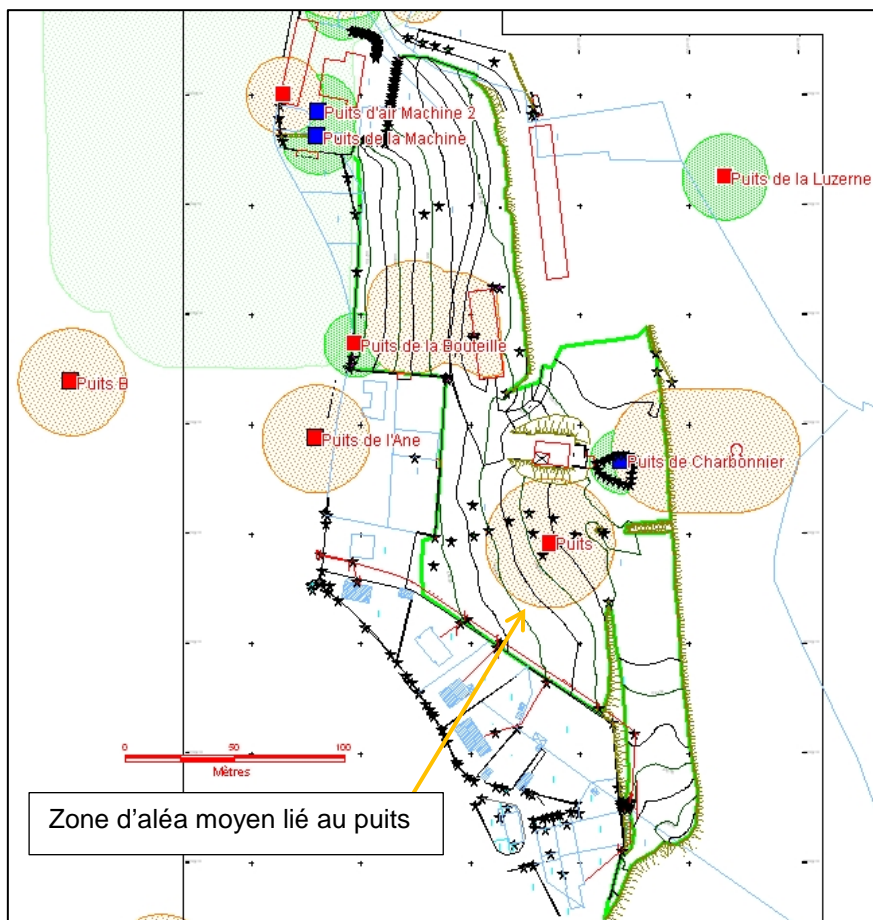 Puits d'air Machine 2
Puits de la Machine
Puits de la Luzerne
Puits de la Bouteille
Puits B
Puits de l'Ane
Puits de Charbonnier
Puits
0 50 100
Mètres
Zone d'aléa moyen lié au puits